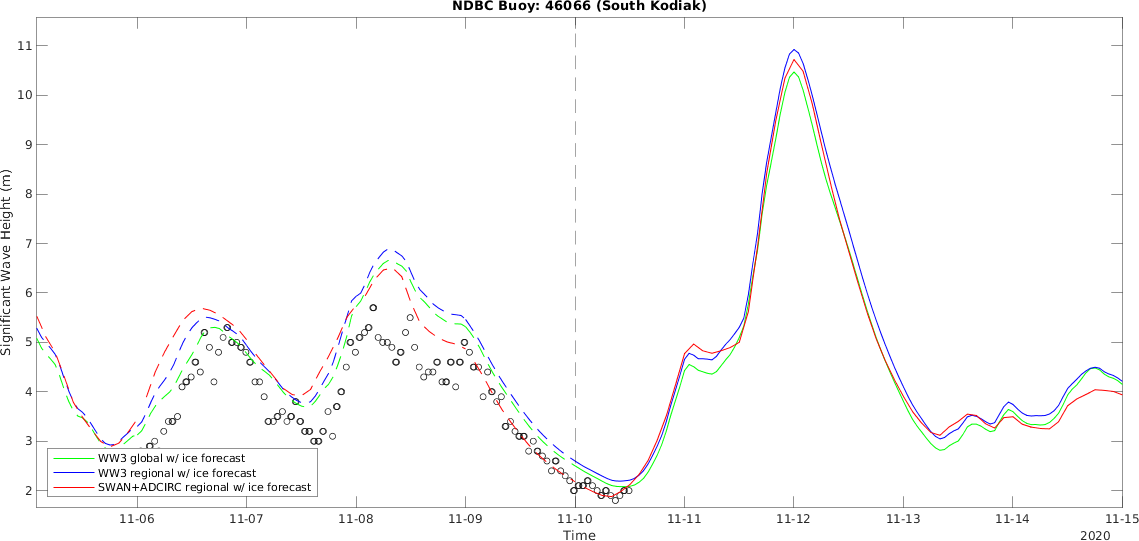 NDBC Buoy: 46066 (South Kodiak)
Significant Wave Height (m)
11
10
9
8
7
6
5
4
3
2
WW3 global w/ ice forecast
WW3 regional w/ ice forecast
SWAN+ADCIRC regional w/ ice forecast
11-06 11-07 11-08 11-09 11-10 11-11 11-12 11-13 11-14 11-15
Time
2020